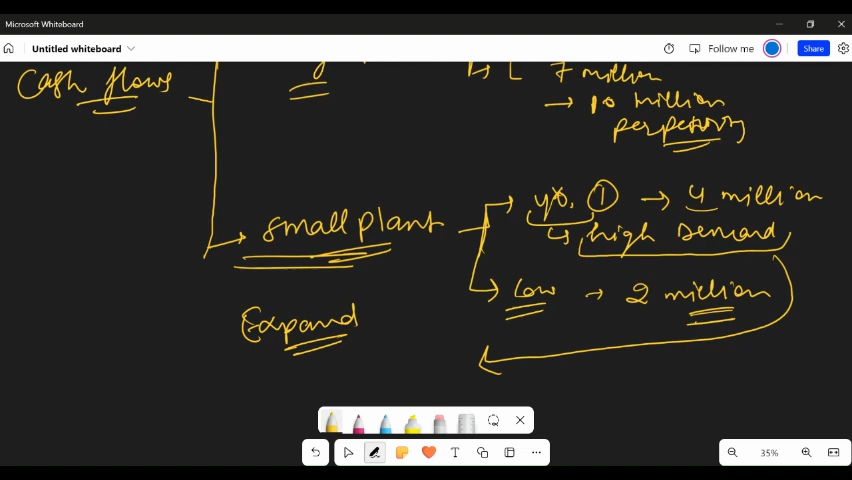 Microsoft Whiteboard
Untitled whiteboard
Follow me
Share
Cash flows
L 7 million
→ 10 million
perpetuity
small plant
yr. 1 → 4 million
high Demand
Low → 2 million
Expand
35%